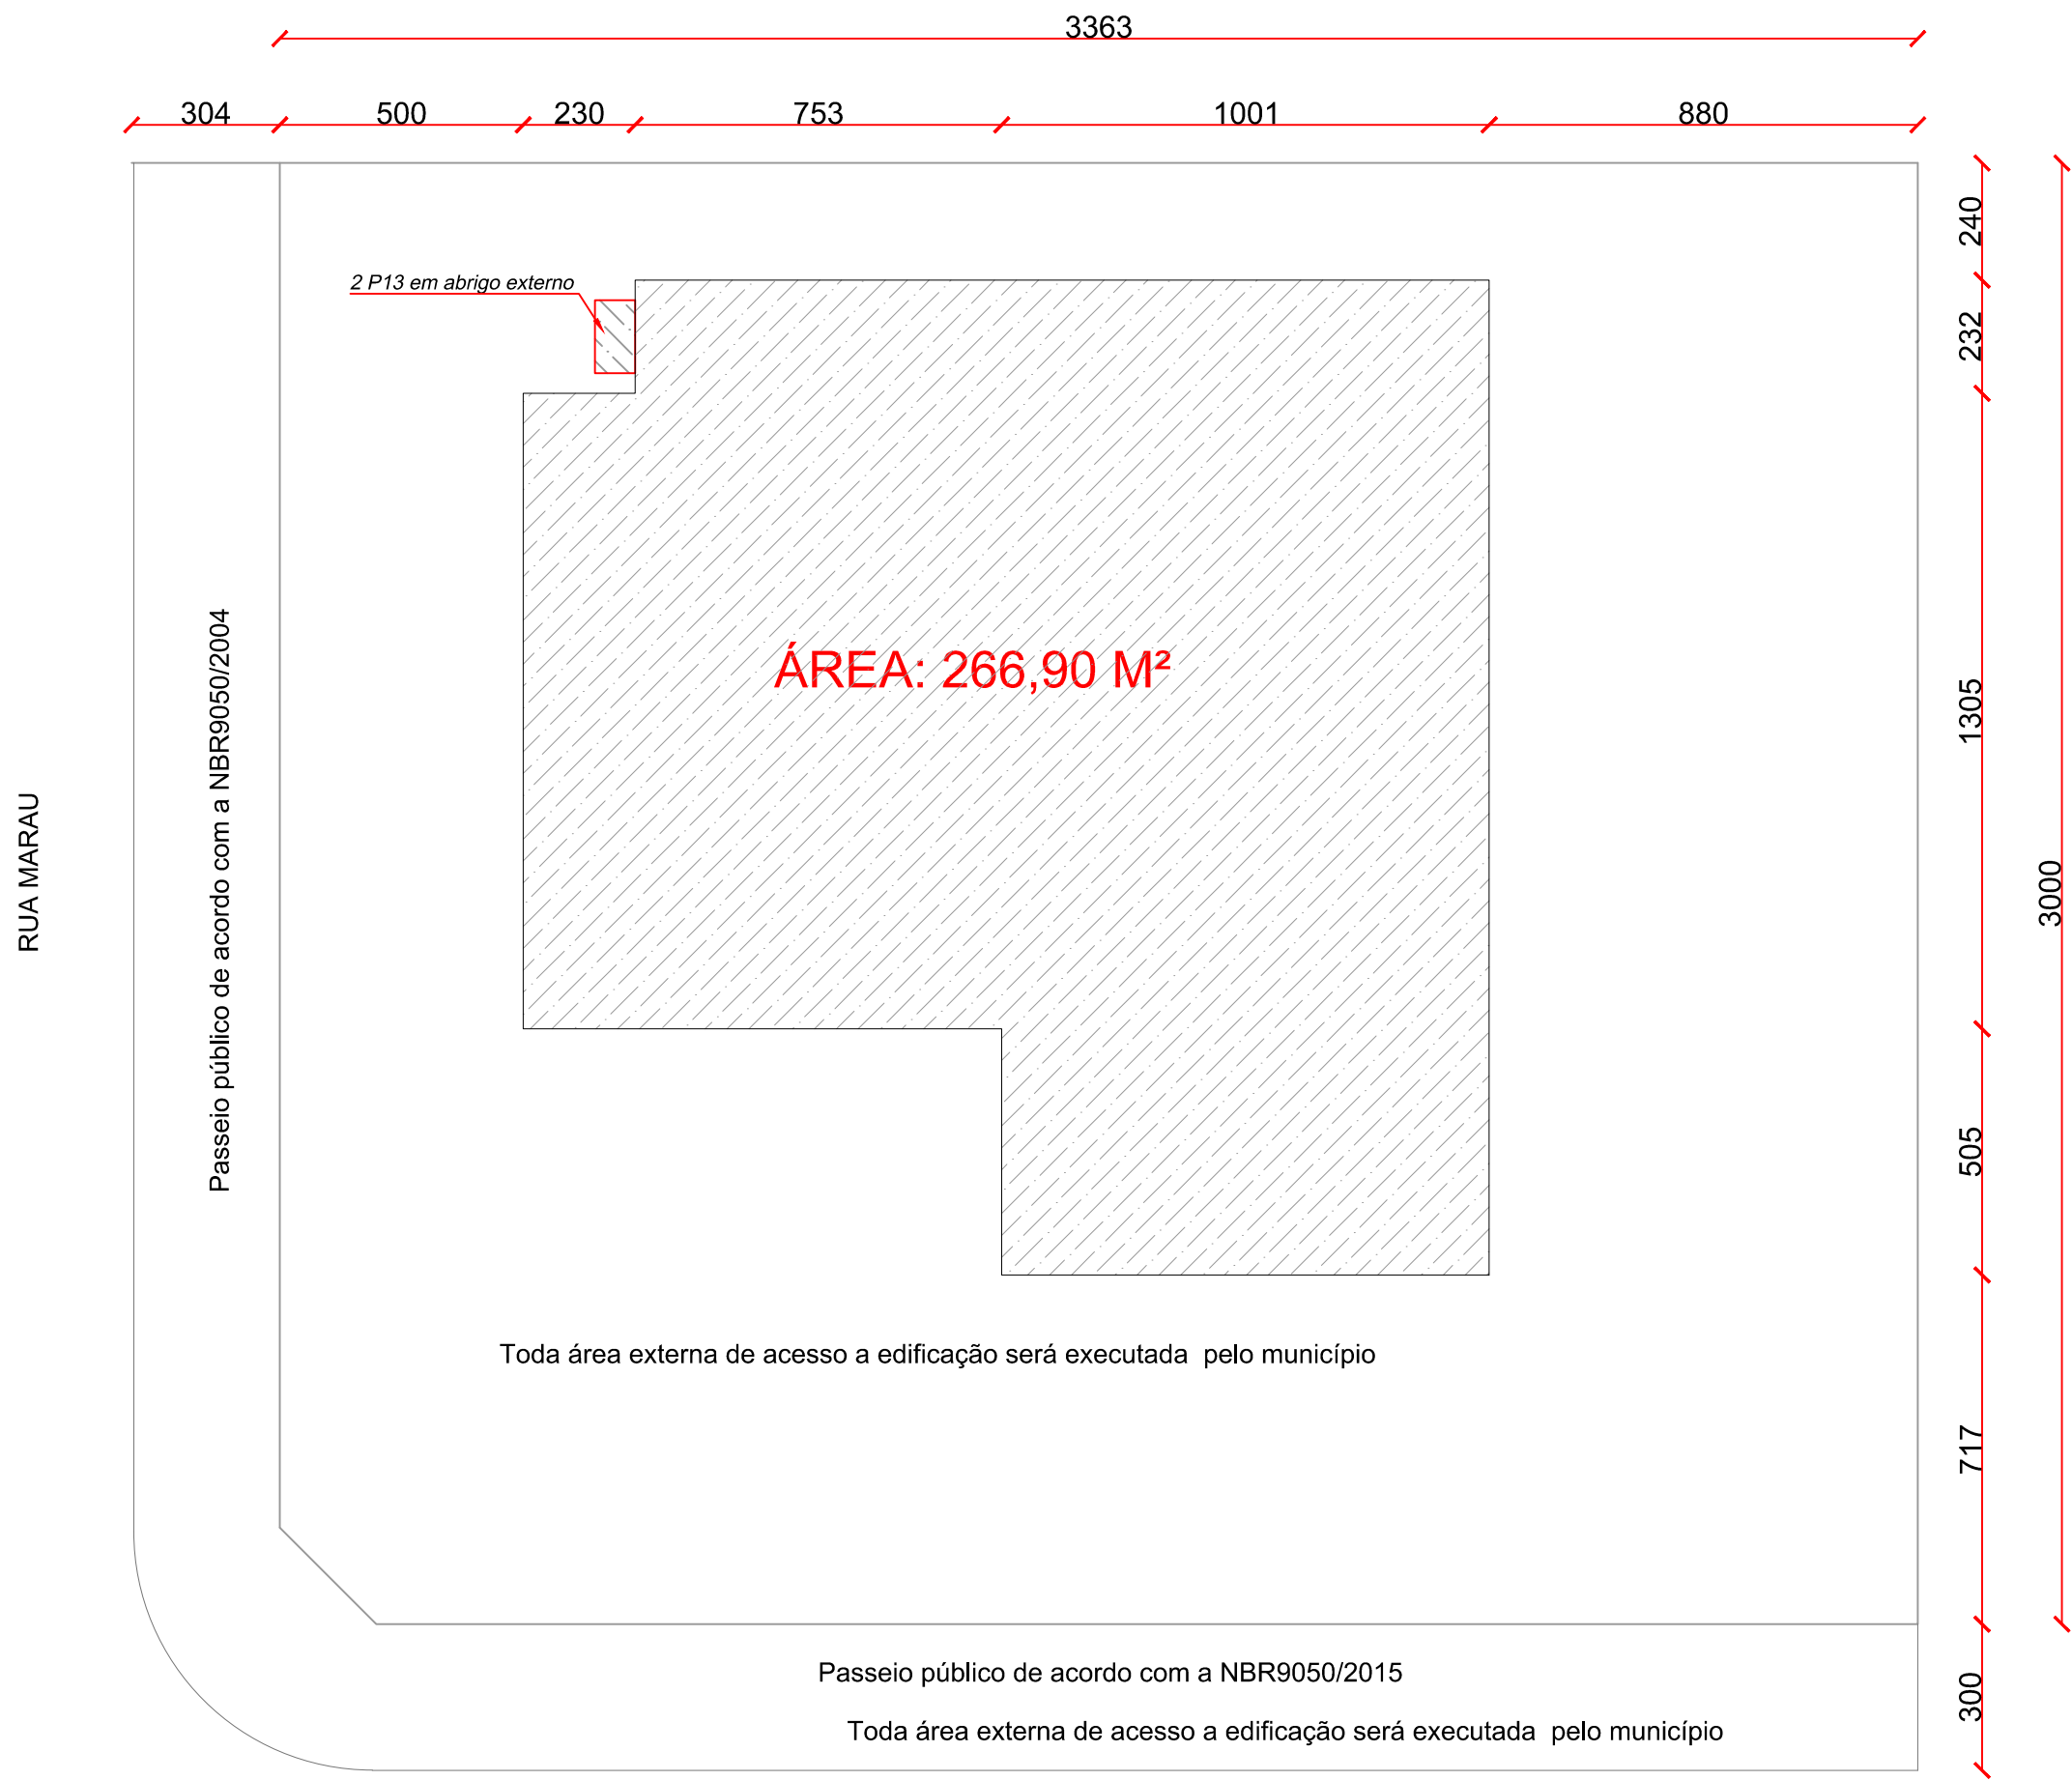 3363
304
500
230
753
1001
880
240
2 P13 em abrigo externo
232
ÁREA: 266,90 M²
1305
Passeio público de acordo com a NBR9050/2004
RUA MARAU
3000
505
Toda área externa de acesso a edificação será executada  pelo município
717
Passeio público de acordo com a NBR9050/2015
300
Toda área externa de acesso a edificação será executada  pelo município